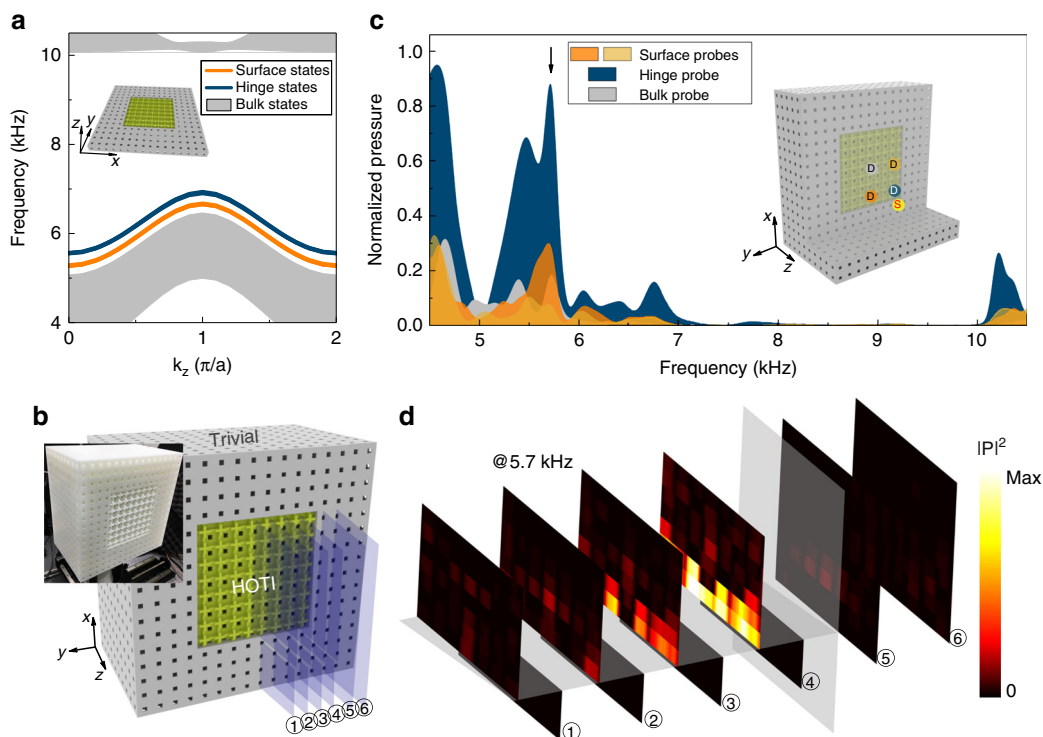 a
10
8
6
4
Frequency (kHz)
Surface states
Hinge states
Bulk states
z
y
x
0
1
2
k_z (π/a)
c
1.0
0.8
0.6
0.4
0.2
0.0
Normalized pressure
Surface probes
Hinge probe
Bulk probe
D
D
D
D
S
x
y
z
5
6
7
8
9
10
Frequency (kHz)
b
Trivial
HOTI
x
y
z
①②③④⑤⑥
d
@5.7 kHz
|P|²
Max
0
①
②
③
④
⑤
⑥